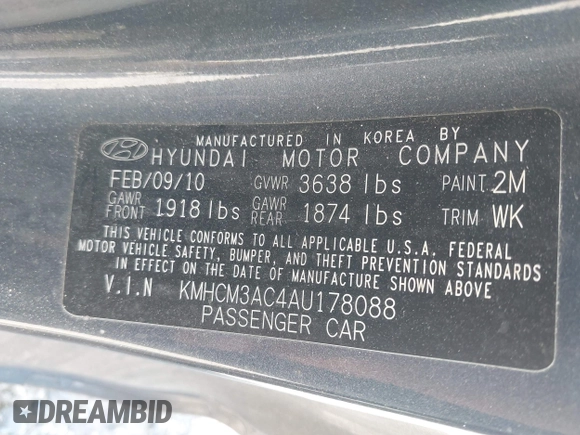 MANUFACTURED IN KOREA BY
HYUNDAI MOTOR COMPANY
FEB/09/10 GVWR 3638 lbs PAINT 2M
GAWR FRONT 1918 lbs GAWR REAR 1874 lbs TRIM WK
THIS VEHICLE CONFORMS TO ALL APPLICABLE U.S.A. FEDERAL
MOTOR VEHICLE SAFETY, BUMPER, AND THEFT PREVENTION STANDARDS
IN EFFECT ON THE DATE OF MANUFACTURE SHOWN ABOVE
V.I.N KMHCM3AC4AU178088
PASSENGER CAR
DREAMBID